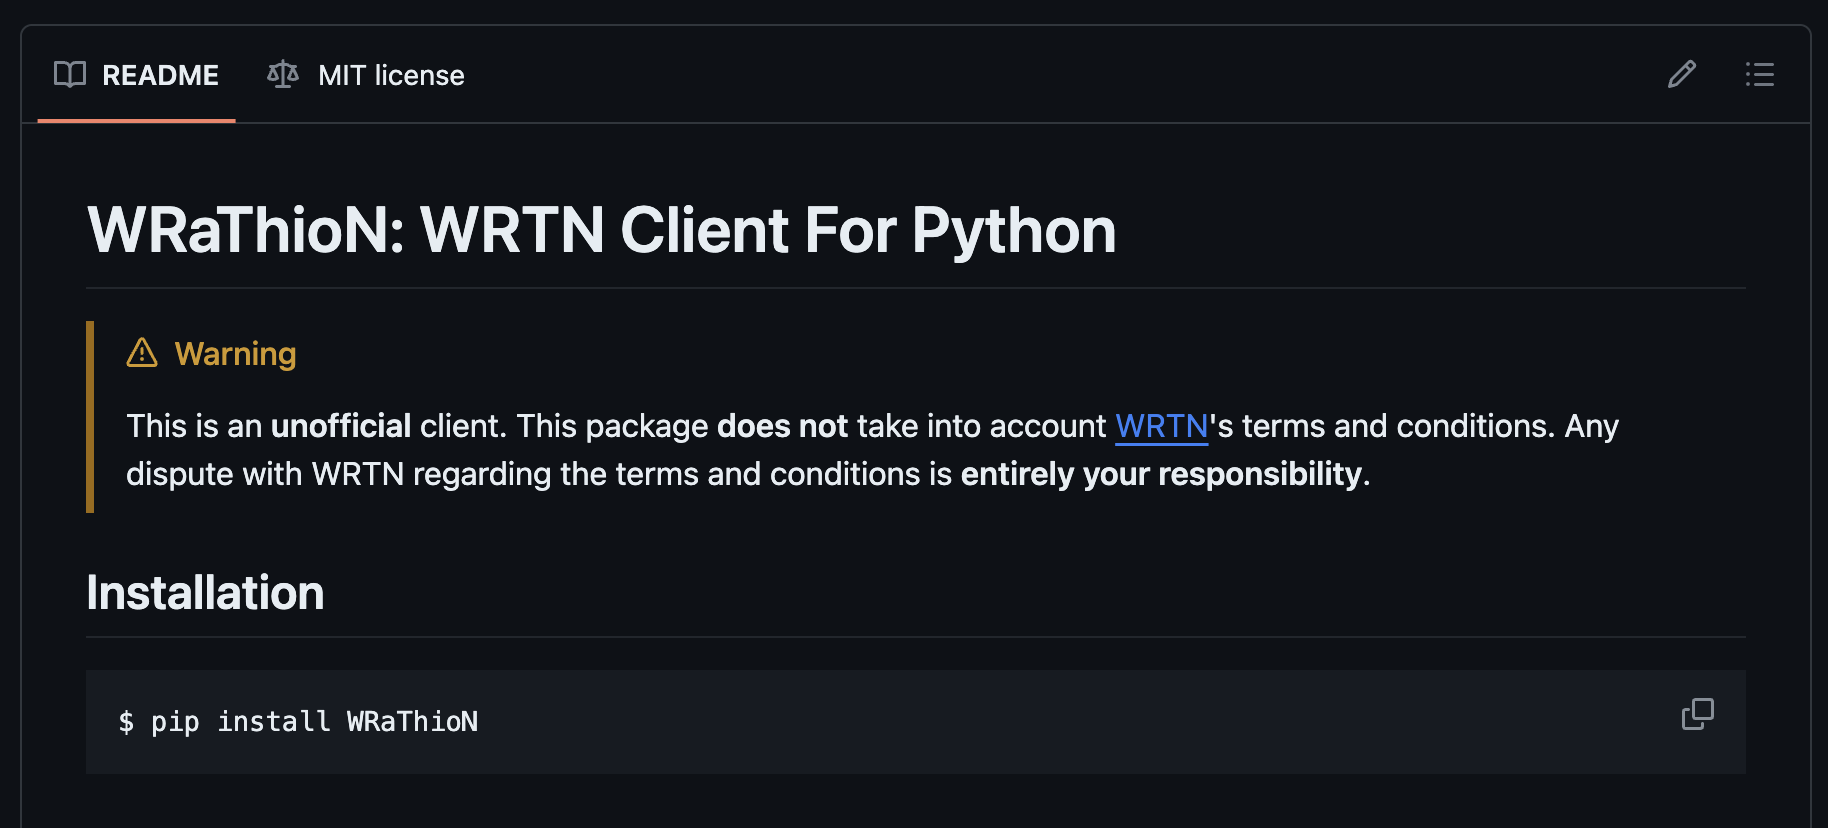 README MIT license
WRaThioN: WRTN Client For Python
Warning
This is an unofficial client. This package does not take into account WRTN's terms and conditions. Any
dispute with WRTN regarding the terms and conditions is entirely your responsibility.
Installation
$ pip install WRaThioN